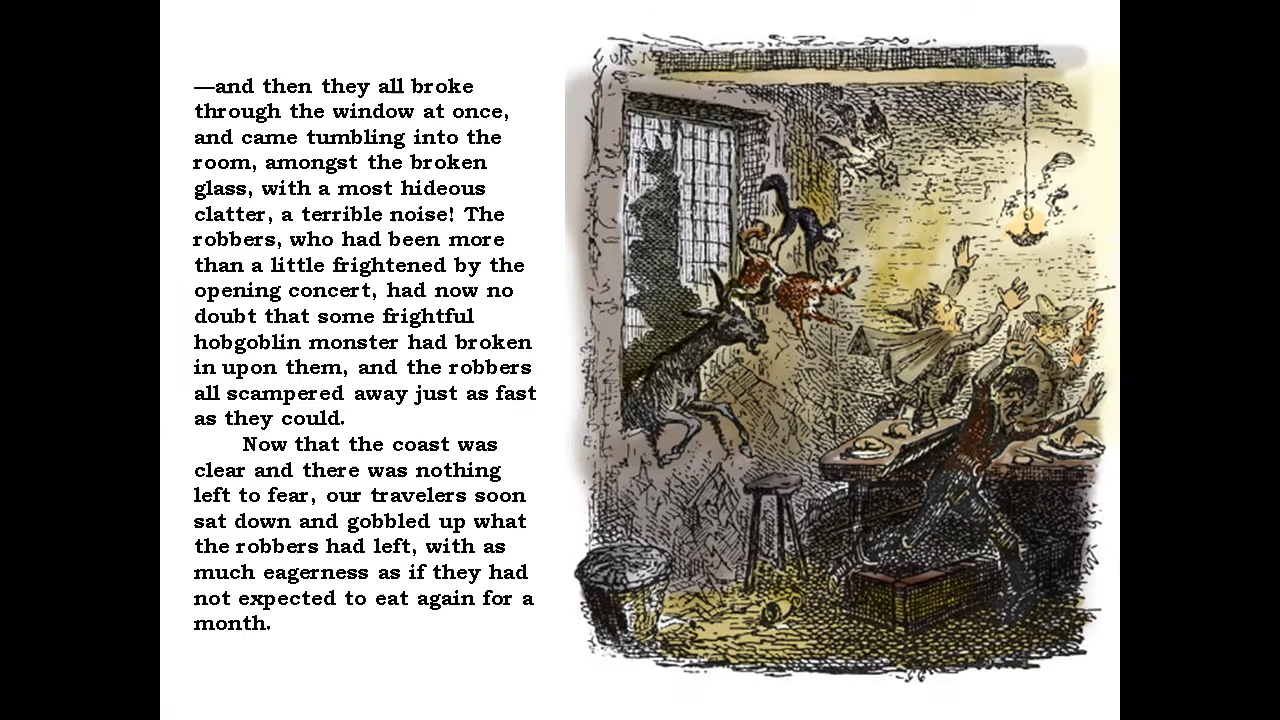 —and then they all broke
through the window at once,
and came tumbling into the
room, amongst the broken
glass, with a most hideous
clatter, a terrible noise! The
robbers, who had been more
than a little frightened by the
opening concert, had now no
doubt that some frightful
hobgoblin monster had broken
in upon them, and the robbers
all scampered away just as fast
as they could.
Now that the coast was
clear and there was nothing
left to fear, our travelers soon
sat down and gobbled up what
the robbers had left, with as
much eagerness as if they had
not expected to eat again for a
month.